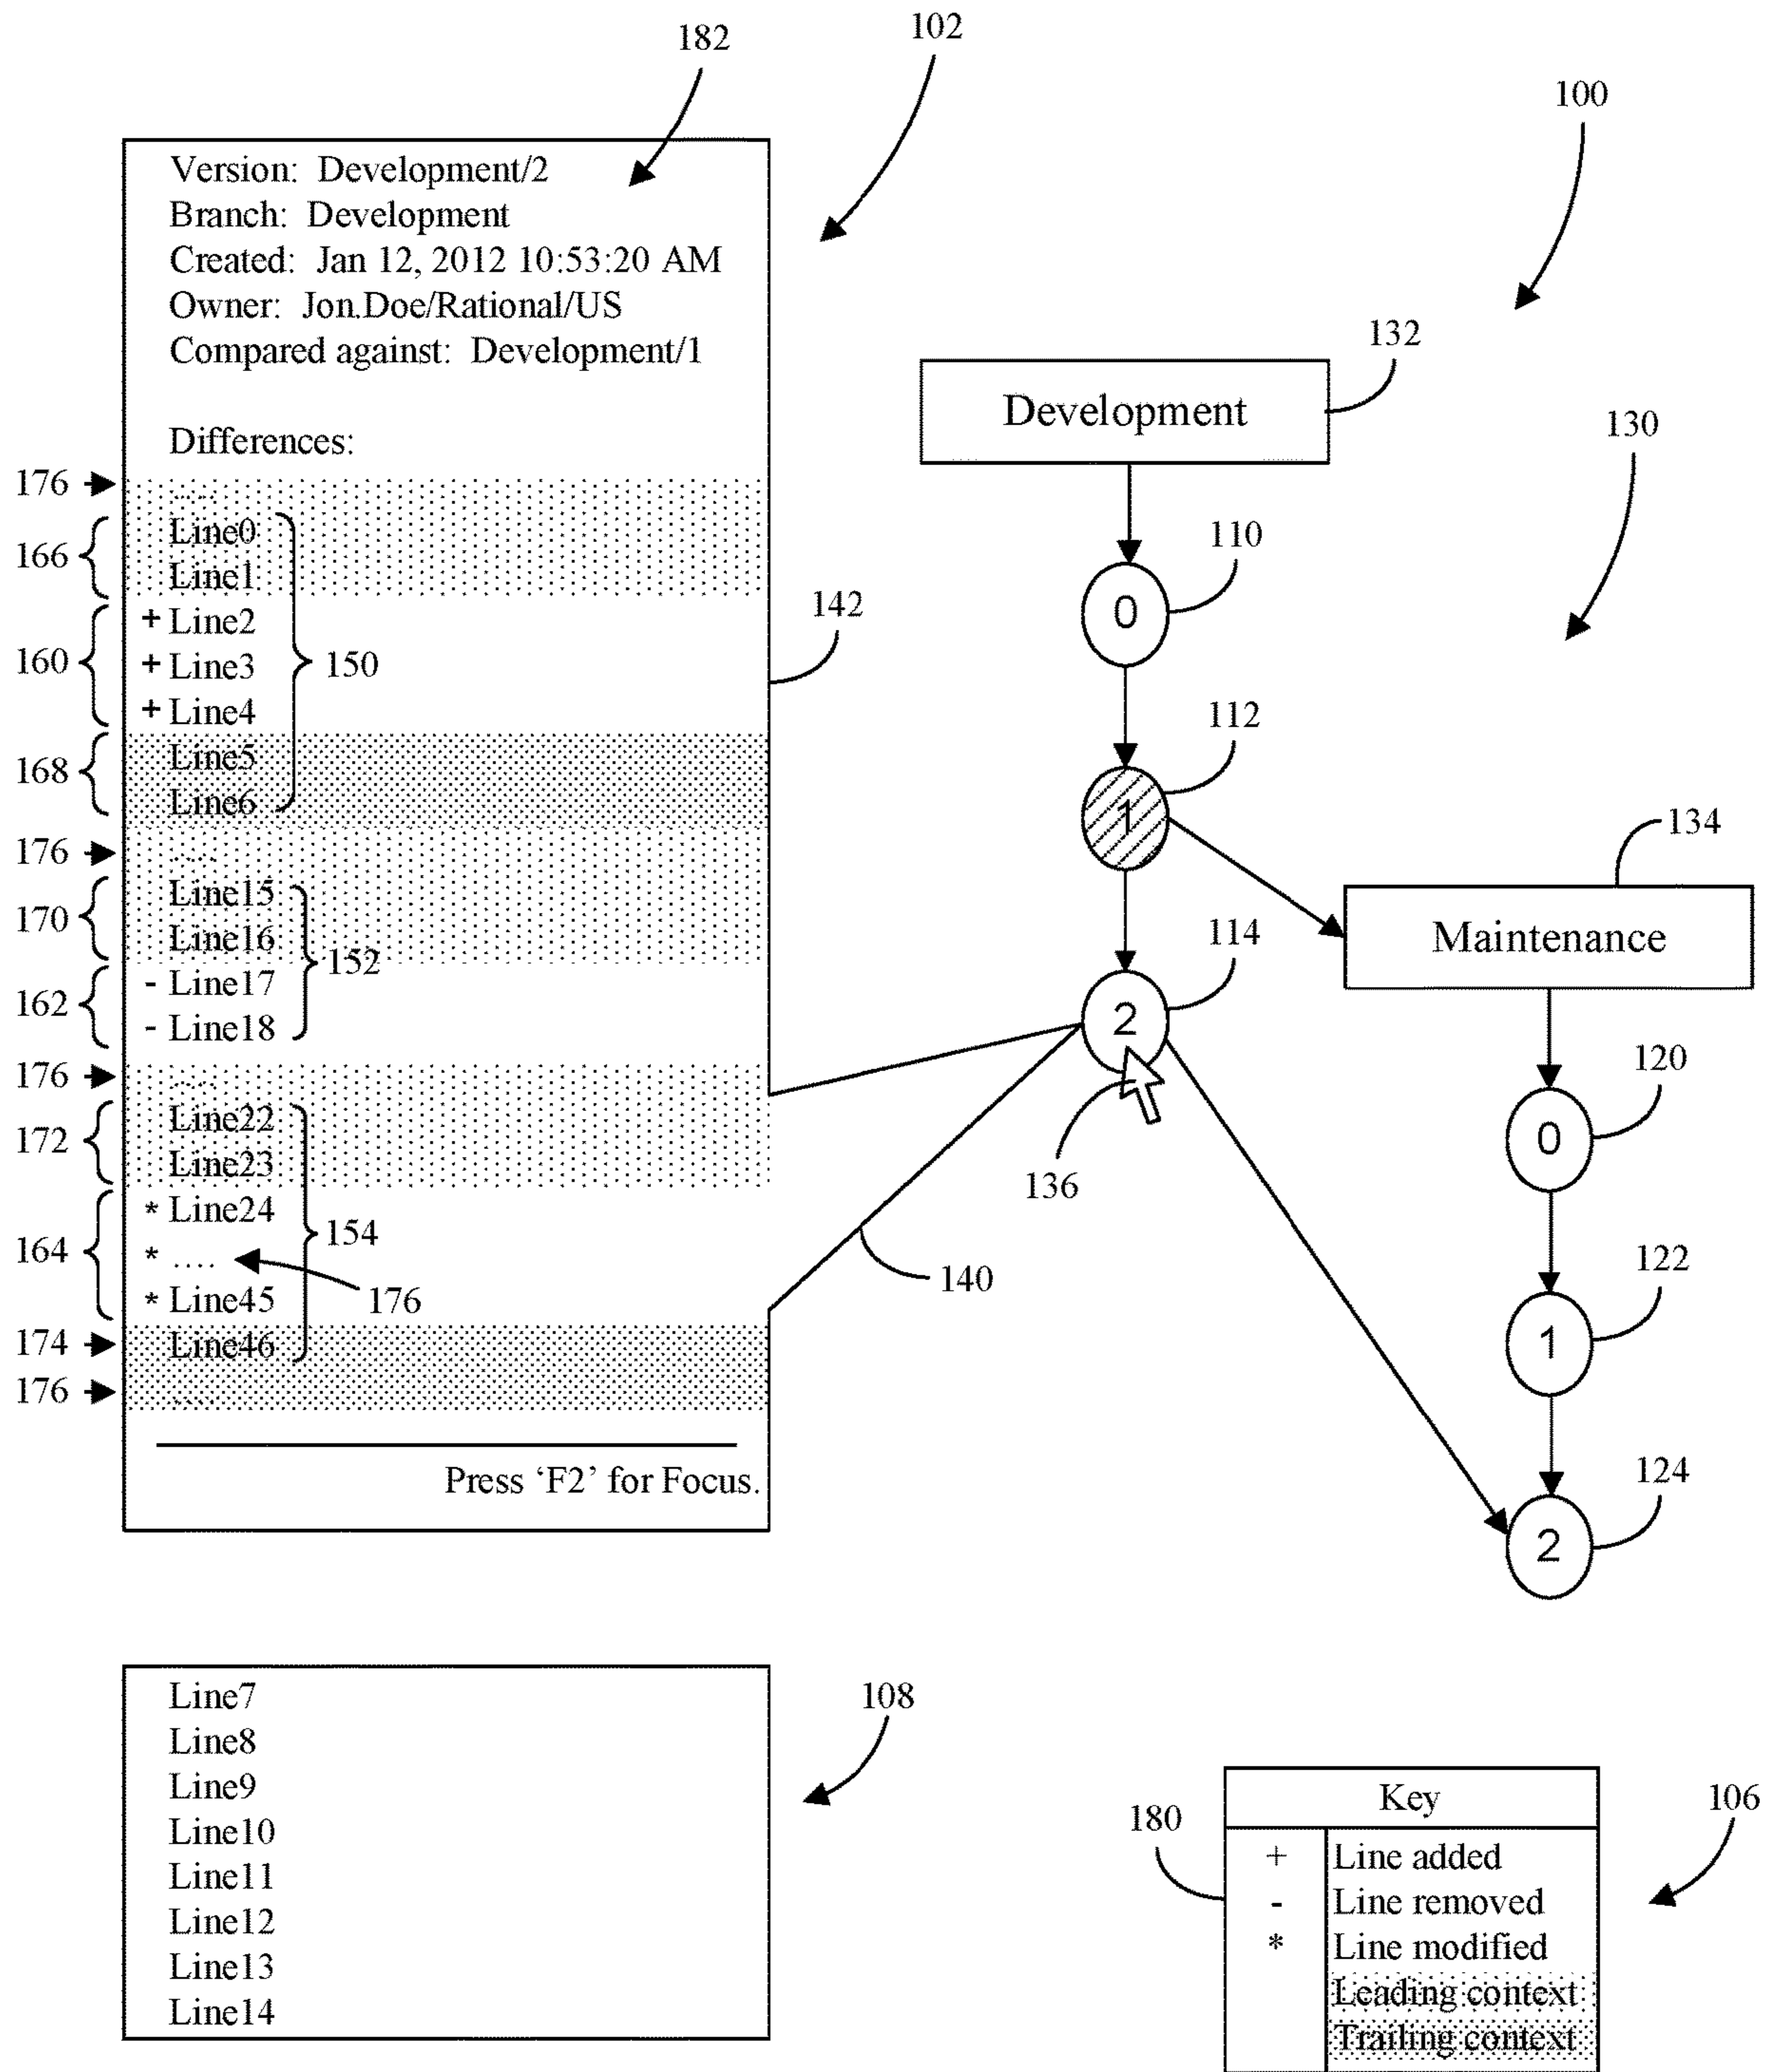 182
102
100
Version: Development/2
Branch: Development
Created: Jan 12, 2012 10:53:20 AM
Owner: Jon.Doe/Rational/US
Compared against: Development/1
Differences:
176
....
166
Line0
Line1
160
+ Line2
+ Line3
+ Line4
150
168
Line5
Line6
176
....
170
Line15
Line16
152
162
- Line17
- Line18
176
....
172
Line22
Line23
164
* Line24
* ....
* Line45
154
176
174
Line46
176
....
Press ‘F2’ for Focus.
142
140
Development
132
130
0
110
1
112
2
114
136
Maintenance
134
0
120
1
122
2
124
Line7
Line8
Line9
Line10
Line11
Line12
Line13
Line14
108
Key
+ Line added
- Line removed
* Line modified
Leading context
Trailing context
180
106